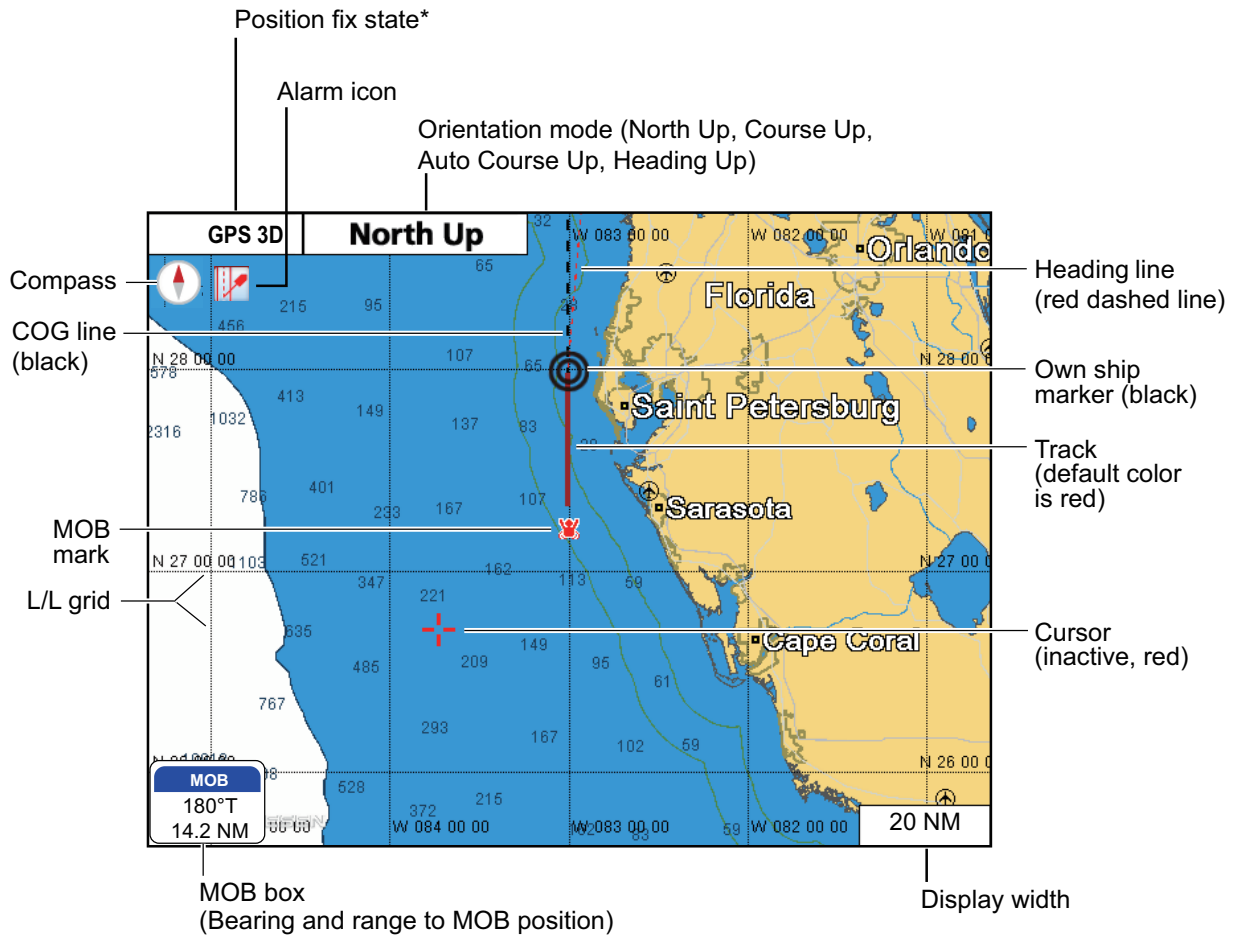 Position fix state*
Alarm icon
Orientation mode (North Up, Course Up,
Auto Course Up, Heading Up)
GPS 3D
North Up
32
W 083 00 00
W 082 00 00
W 081
Orlando
Compass
65
Heading line
(red dashed line)
215
95
Florida
COG line
(black)
456
N 28 00 00
107
65
N 28 00 0
578
Own ship
marker (black)
413
149
1032
137
83
Saint Petersburg
2316
Track
(default color
is red)
786
401
233
167
107
Sarasota
MOB
mark
N 27 00 00
1103
521
162
113
59
N 27 00
347
L/L grid
221
635
149
Cape Coral
Cursor
(inactive, red)
485
209
95
61
767
293
167
102
59
N 26 00 0
MOB
180°T
14.2 NM
528
215
372
W 084 00 00
W 083 00 00
83
59
W 082 00 00
20 NM
MOB box
(Bearing and range to MOB position)
Display width